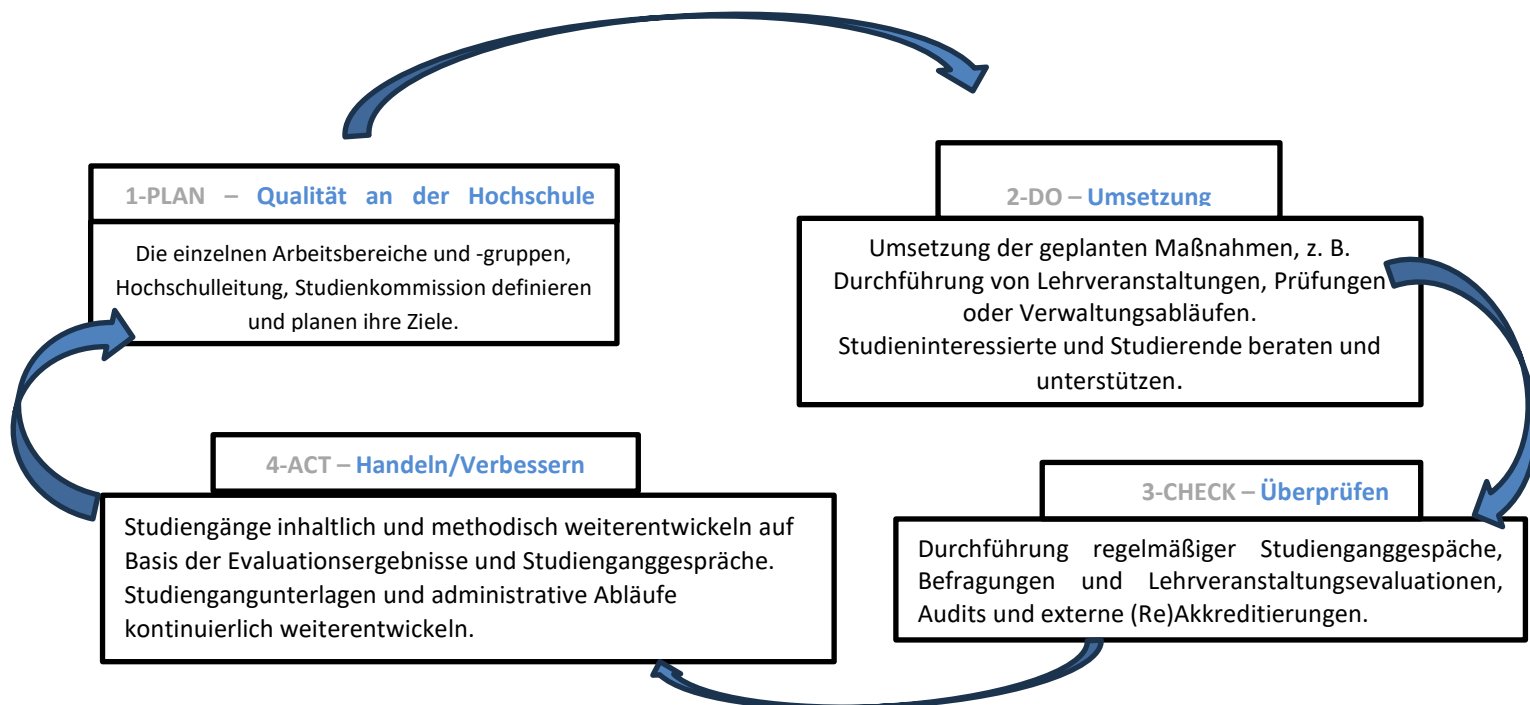 1-PLAN – Qualität an der Hochschule
Die einzelnen Arbeitsbereiche und -gruppen,
Hochschulleitung, Studienkommission definieren
und planen ihre Ziele.
2-DO – Umsetzung
Umsetzung der geplanten Maßnahmen, z. B.
Durchführung von Lehrveranstaltungen, Prüfungen
oder Verwaltungsabläufen.
Studieninteressierte und Studierende beraten und
unterstützen.
3-CHECK – Überprüfen
Durchführung regelmäßiger Studienganggespäche,
Befragungen und Lehrveranstaltungsevaluationen,
Audits und externe (Re)Akkreditierungen.
4-ACT – Handeln/Verbessern
Studiengänge inhaltlich und methodisch weiterentwickeln auf
Basis der Evaluationsergebnisse und Studienganggespräche.
Studiengangunterlagen und administrative Abläufe
kontinuierlich weiterentwickeln.